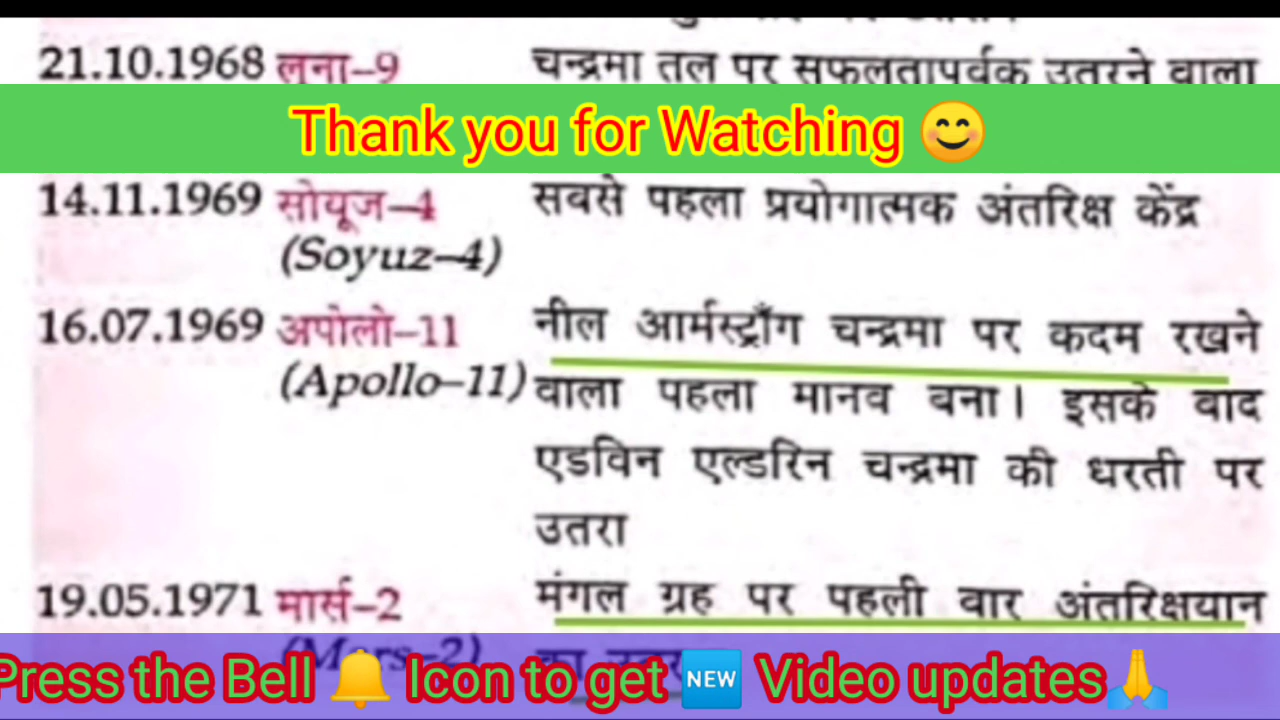 21.10.1968 लूना–9 चन्द्रमा तल पर सफलतापूर्वक उतरने वाला
Thank you for Watching 😊
14.11.1969 सोयूज–4 सबसे पहला प्रयोगात्मक अंतरिक्ष केंद्र
(Soyuz–4)
16.07.1969 अपोलो–11 नील आर्मस्ट्राँग चन्द्रमा पर कदम रखने
(Apollo–11) वाला पहला मानव बना। इसके बाद
एडविन एल्डरिन चन्द्रमा की धरती पर
उतरा
19.05.1971 मार्स–2 मंगल ग्रह पर पहली बार अंतरिक्षयान
(Mars–2)
Press the Bell 🔔 Icon to get 🆕 Video updates🙏